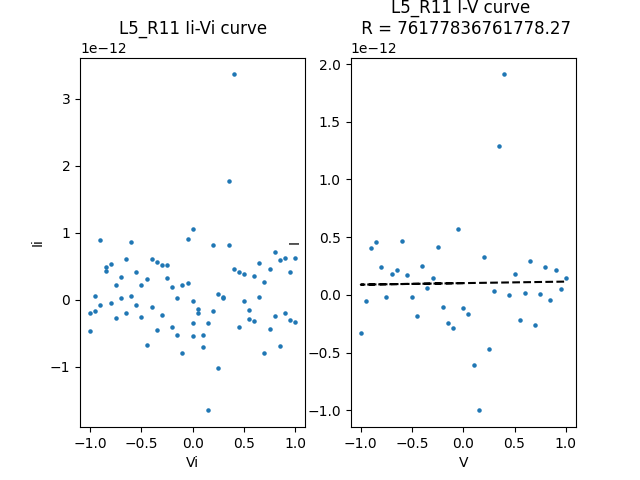 L5_R11 Ii-Vi curve
1e−12
3
2
1
0
−1
−1.0 −0.5 0.0 0.5 1.0
Vi
Ii
L5_R11 I-V curve
R = 76177836761778.27
1e−12
2.0
1.5
1.0
0.5
0.0
−0.5
−1.0
−1.0 −0.5 0.0 0.5 1.0
V
I